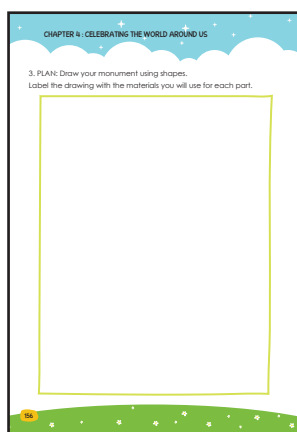 CHAPTER 4 : CELEBRATING THE WORLD AROUND US
3. PLAN: Draw your monument using shapes.
Label the drawing with the materials you will use for each part.
156